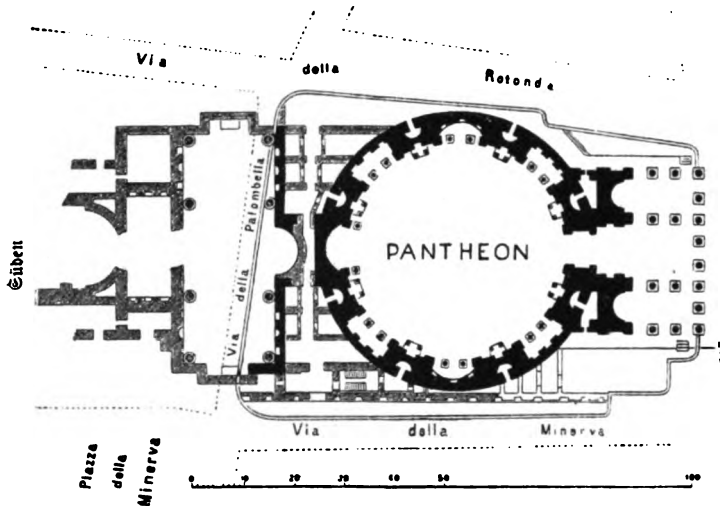 Via della Rotonda
Süden
Via della Palombella
PANTHEON
Via della Minerva
Piazza
della
Minerva
0 10 20 30 40 50 100